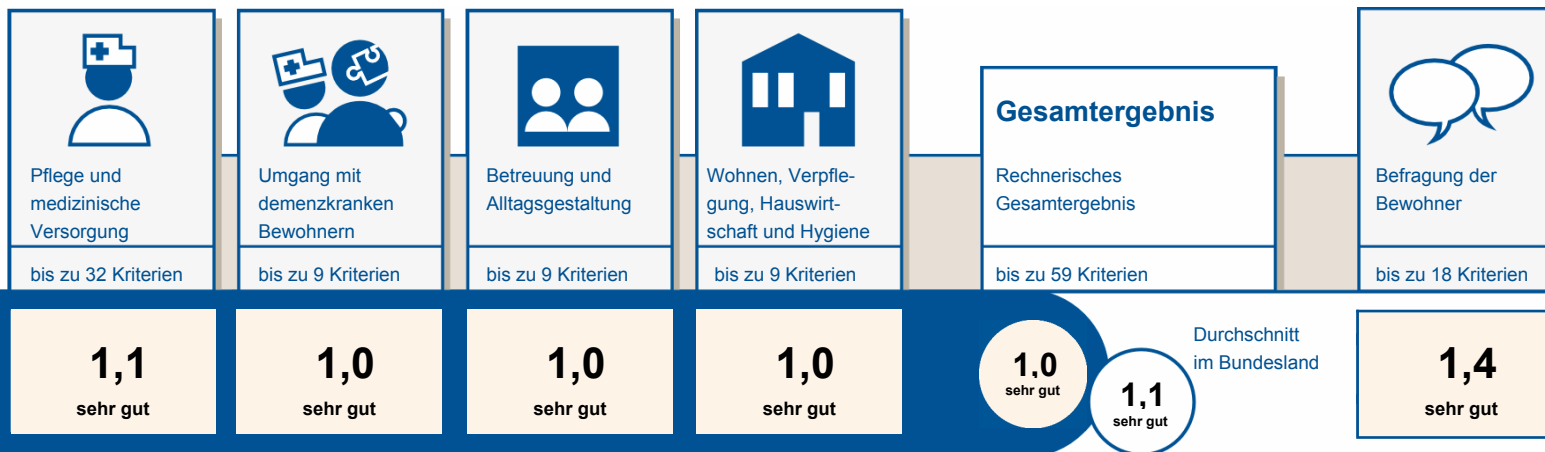 Pflege und
medizinische
Versorgung
bis zu 32 Kriterien
1,1
sehr gut
Umgang mit
demenzkranken
Bewohnern
bis zu 9 Kriterien
1,0
sehr gut
Betreuung und
Alltagsgestaltung
bis zu 9 Kriterien
1,0
sehr gut
Wohnen, Verpfle-
gung, Hauswirt-
schaft und Hygiene
bis zu 9 Kriterien
1,0
sehr gut
Gesamtergebnis
Rechnerisches
Gesamtergebnis
bis zu 59 Kriterien
1,0
sehr gut
1,1
sehr gut
Durchschnitt
im Bundesland
Befragung der
Bewohner
bis zu 18 Kriterien
1,4
sehr gut